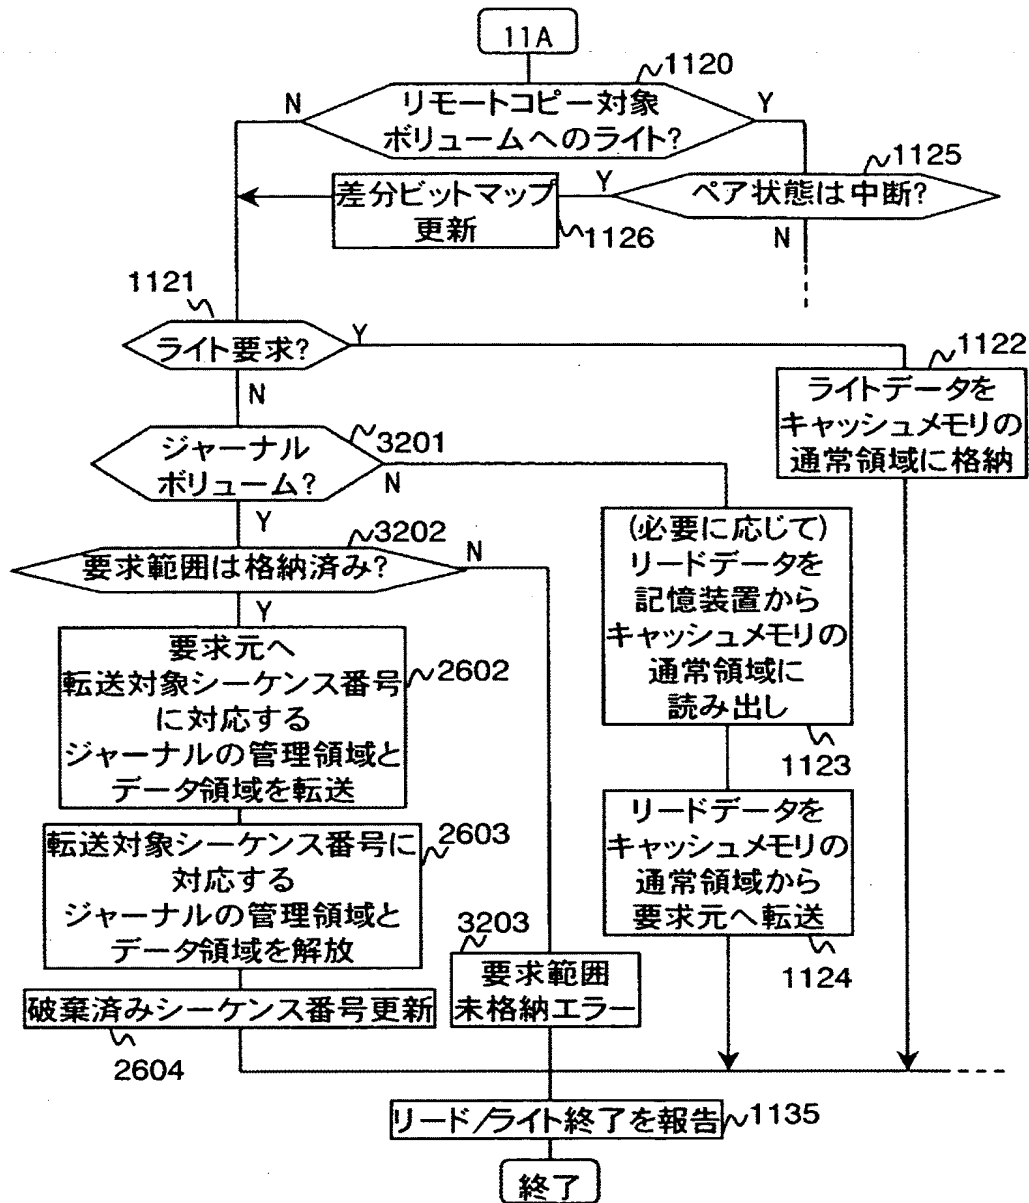 11A
1120
リモートコピー対象
ボリュームへのライト?
N
Y
1125
ペア状態は中断?
Y
N
差分ビットマップ
更新
1126
1121
ライト要求?
Y
N
1122
ライトデータを
キャッシュメモリの
通常領域に格納
ジャーナル
ボリューム?
3201
N
Y
3202
要求範囲は格納済み?
N
Y
(必要に応じて)
リードデータを
記憶装置から
キャッシュメモリの
通常領域に
読み出し
1123
要求元へ
転送対象シーケンス番号
に対応する
ジャーナルの管理領域と
データ領域を転送
2602
リードデータを
キャッシュメモリの
通常領域から
要求元へ転送
1124
転送対象シーケンス番号に
対応する
ジャーナルの管理領域と
データ領域を解放
2603
3203
要求範囲
未格納エラー
破棄済みシーケンス番号更新
2604
リード/ライト終了を報告
1135
終了